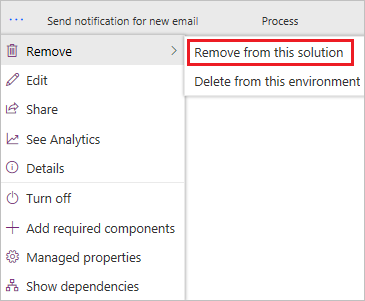 ... Send notification for new email Process
Remove
Remove from this solution
Edit
Delete from this environment
Share
See Analytics
Details
Turn off
Add required components
Managed properties
Show dependencies